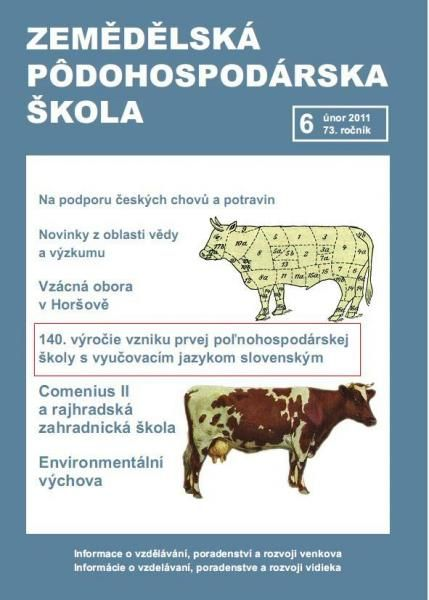 ZEMĚDĚLSKÁ
PÔDOHOSPODÁRSKA
ŠKOLA
6
únor 2011
73. ročník
Na podporu českých chovů a potravin
Novinky z oblasti vědy
a výzkumu
Vzácná obora
v Horšově
140. výročie vzniku prvej poľnohospodárskej
školy s vyučovacím jazykom slovenským
Comenius II
a rajhradská
zahradnická škola
Environmentální
výchova
Informace o vzdělávání, poradenství a rozvoji venkova
Informácie o vzdelávaní, poradenstve a rozvoji vidieka